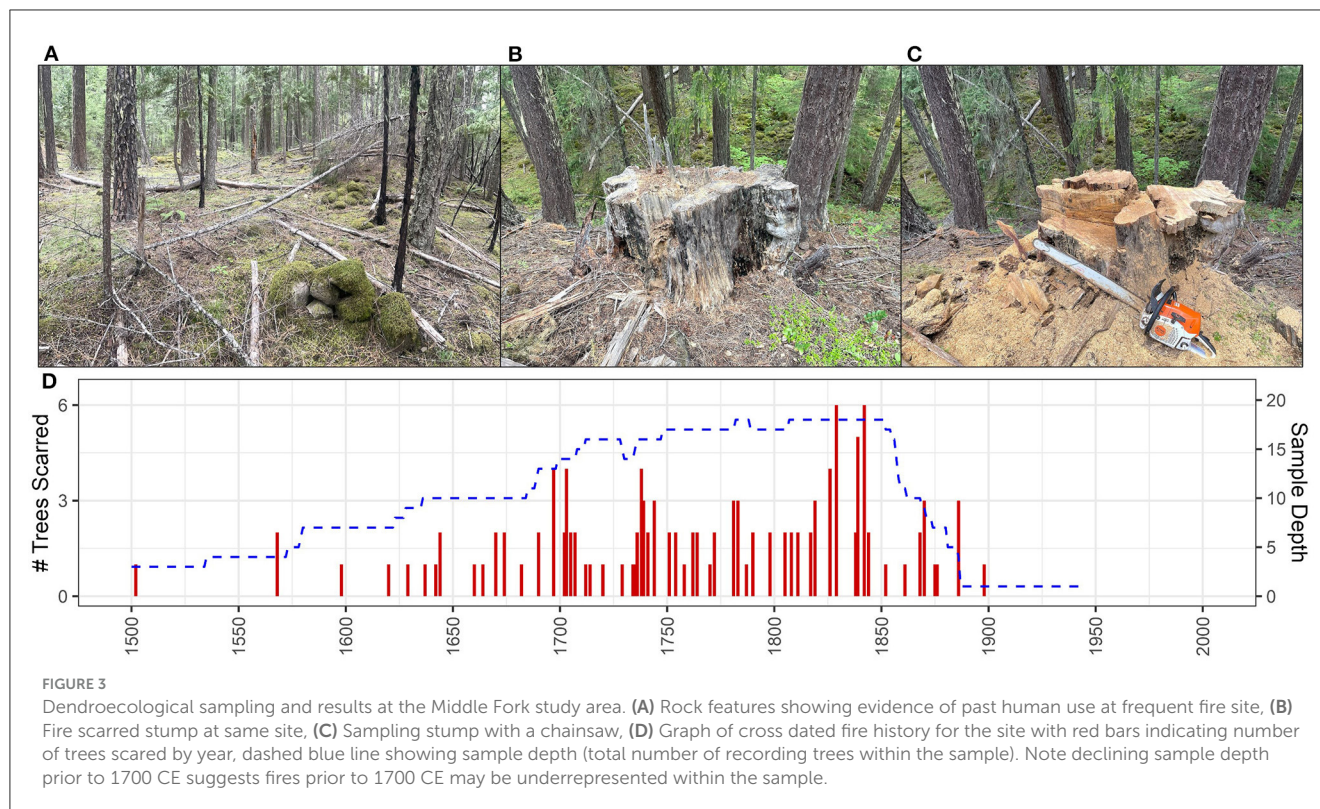 A
B
C
D
6
3
0
# Trees Scarred
20
15
10
5
0
Sample Depth
1500
1550
1600
1650
1700
1750
1800
1850
1900
1950
2000
FIGURE 3
Dendroecological sampling and results at the Middle Fork study area. (A) Rock features showing evidence of past human use at frequent fire site, (B)
Fire scarred stump at same site, (C) Sampling stump with a chainsaw, (D) Graph of cross dated fire history for the site with red bars indicating number
of trees scared by year, dashed blue line showing sample depth (total number of recording trees within the sample). Note declining sample depth
prior to 1700 CE suggests fires prior to 1700 CE may be underrepresented within the sample.